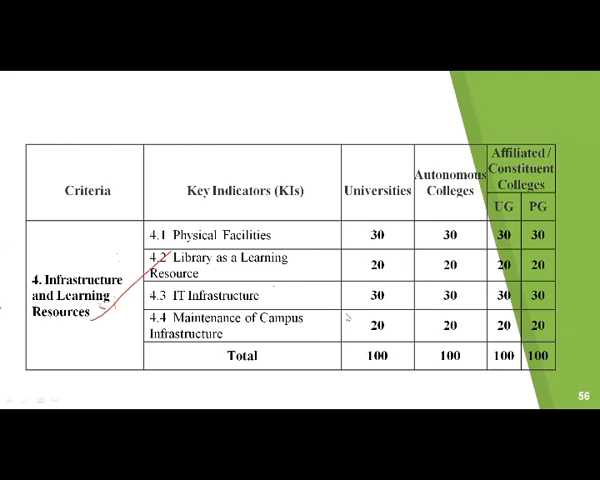 Criteria Key Indicators (KIs) Universities Autonomous Colleges Affiliated / Constituent Colleges
UG PG
4. Infrastructure and Learning Resources
4.1 Physical Facilities 30 30 30 30
4.2 Library as a Learning Resource 20 20 20 20
4.3 IT Infrastructure 30 30 30 30
4.4 Maintenance of Campus Infrastructure 20 20 20 20
Total 100 100 100 100
56